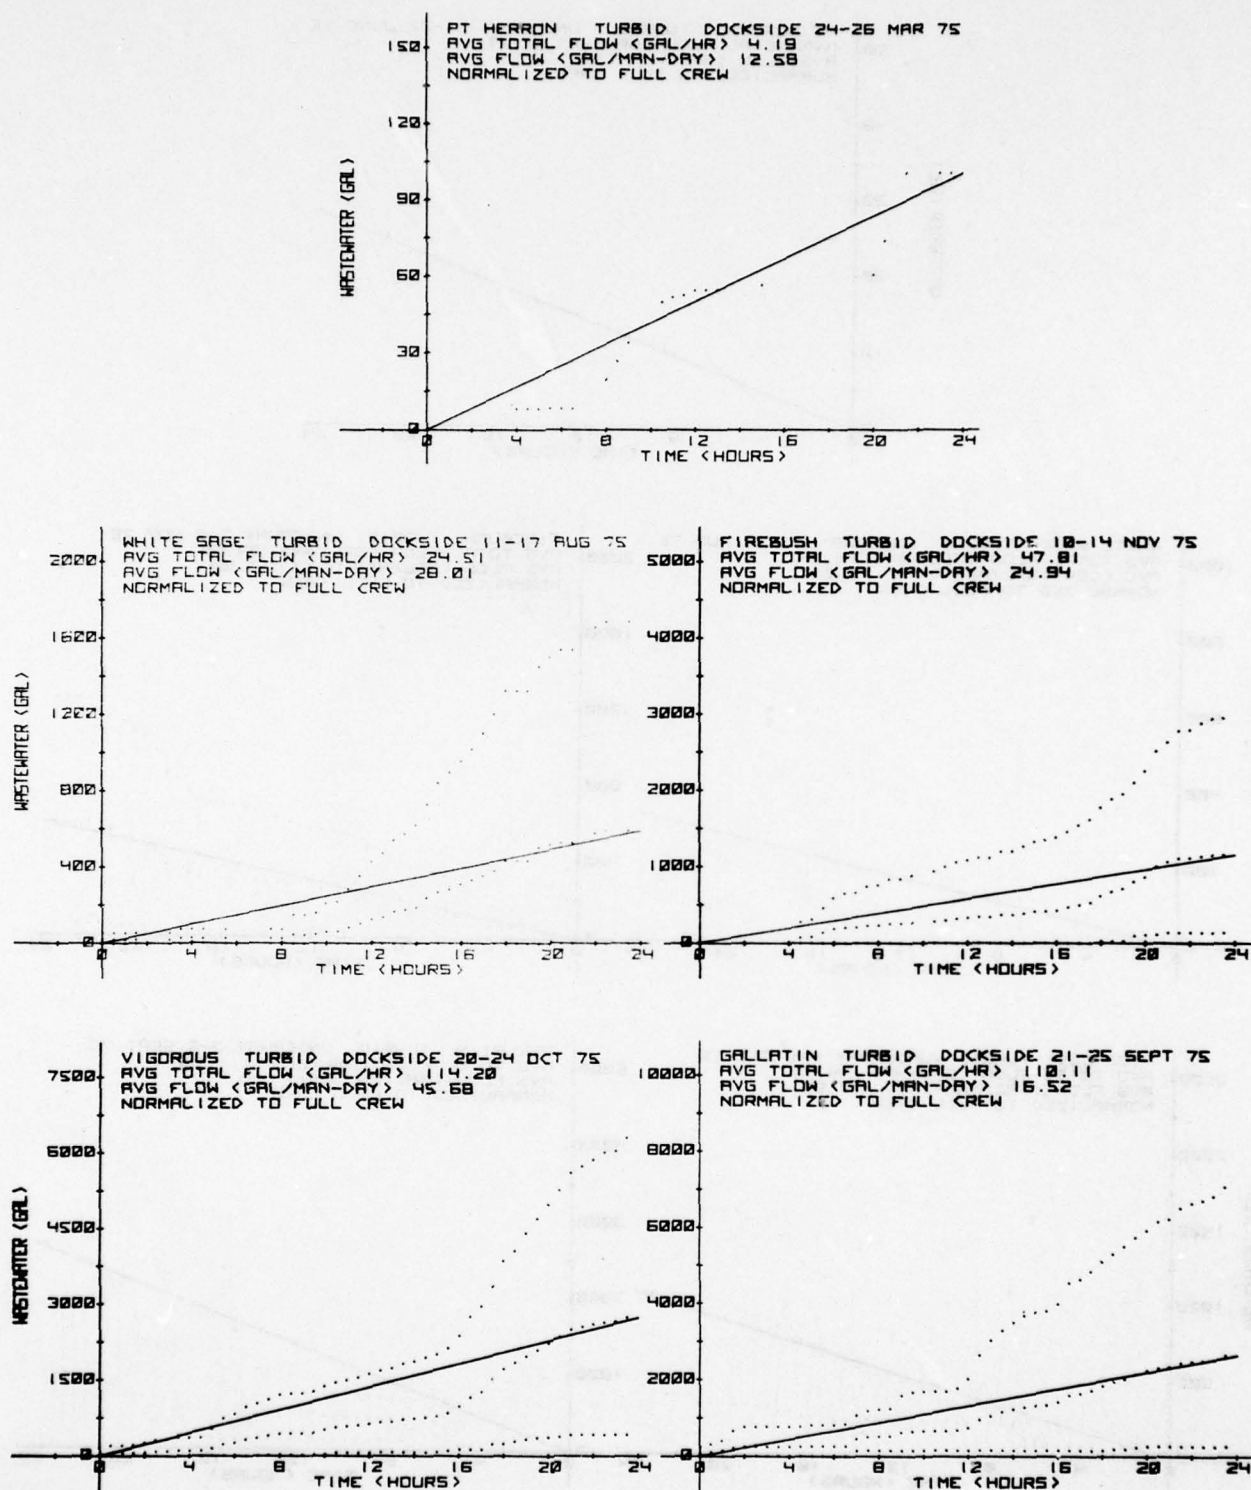 PT HERRON TURBID DOCKSIDE 24-26 MAR 75
AVG TOTAL FLOW <GAL/HR> 4.19
AVG FLOW <GAL/MAN-DAY> 12.58
NORMALIZED TO FULL CREW
150
120
90
60
30
0
WASTEWATER <GAL>
0 4 8 12 16 20 24
TIME <HOURS>
WHITE SAGE TURBID DOCKSIDE 11-17 AUG 75
AVG TOTAL FLOW <GAL/HR> 24.51
AVG FLOW <GAL/MAN-DAY> 28.01
NORMALIZED TO FULL CREW
2000
1600
1200
800
400
0
WASTEWATER <GAL>
0 4 8 12 16 20 24
TIME <HOURS>
FIREBUSH TURBID DOCKSIDE 10-14 NOV 75
AVG TOTAL FLOW <GAL/HR> 47.81
AVG FLOW <GAL/MAN-DAY> 24.94
NORMALIZED TO FULL CREW
5000
4000
3000
2000
1000
0
0 4 8 12 16 20 24
TIME <HOURS>
VIGOROUS TURBID DOCKSIDE 20-24 OCT 75
AVG TOTAL FLOW <GAL/HR> 114.20
AVG FLOW <GAL/MAN-DAY> 45.68
NORMALIZED TO FULL CREW
7500
6000
4500
3000
1500
0
WASTEWATER <GAL>
0 4 8 12 16 20 24
TIME <HOURS>
GALLATIN TURBID DOCKSIDE 21-25 SEPT 75
AVG TOTAL FLOW <GAL/HR> 110.11
AVG FLOW <GAL/MAN-DAY> 16.52
NORMALIZED TO FULL CREW
10000
8000
6000
4000
2000
0
0 4 8 12 16 20 24
TIME <HOURS>